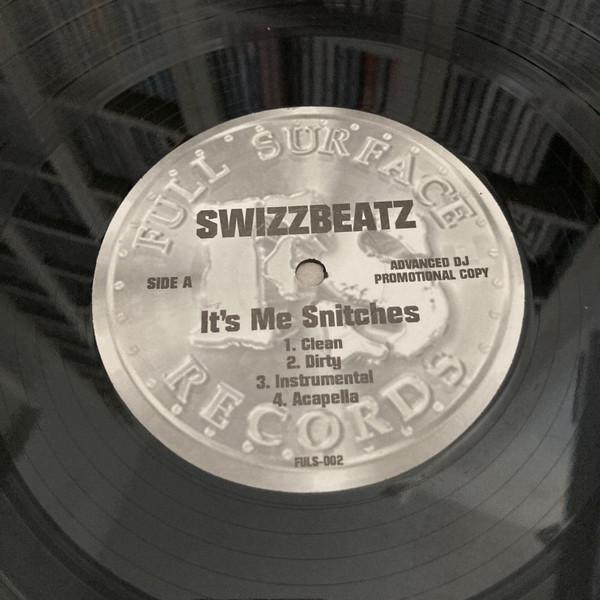 FULL SURFACE
SWIZZBEATZ
SIDE A
ADVANCED DJ
PROMOTIONAL COPY
It's Me Snitches
1. Clean
2. Dirty
3. Instrumental
4. Acapella
RECORDS
FULS-002